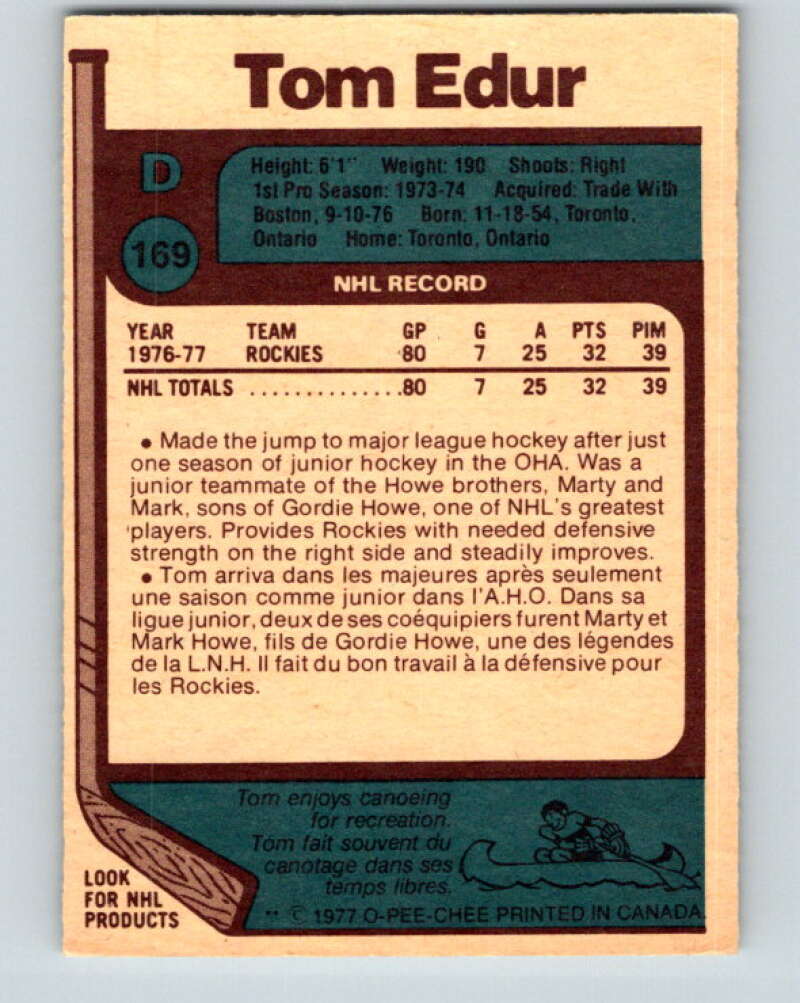 Tom Edur
D
169
Height: 6'1" Weight: 190 Shoots: Right
1st Pro Season: 1973-74 Acquired: Trade With
Boston, 9-10-76 Born: 11-18-54, Toronto,
Ontario Home: Toronto, Ontario
NHL RECORD
YEAR TEAM GP G A PTS PIM
1976-77 ROCKIES 80 7 25 32 39
NHL TOTALS ..............80 7 25 32 39
• Made the jump to major league hockey after just
one season of junior hockey in the OHA. Was a
junior teammate of the Howe brothers, Marty and
Mark, sons of Gordie Howe, one of NHL's greatest
players. Provides Rockies with needed defensive
strength on the right side and steadily improves.
• Tom arriva dans les majeures après seulement
une saison comme junior dans l'A.H.O. Dans sa
ligue junior, deux de ses coéquipiers furent Marty et
Mark Howe, fils de Gordie Howe, une des légendes
de la L.N.H. Il fait du bon travail à la défensive pour
les Rockies.
Tom enjoys canoeing
for recreation.
Tom fait souvent du
canotage dans ses
temps libres.
LOOK
FOR NHL
PRODUCTS
** © 1977 O-PEE-CHEE PRINTED IN CANADA